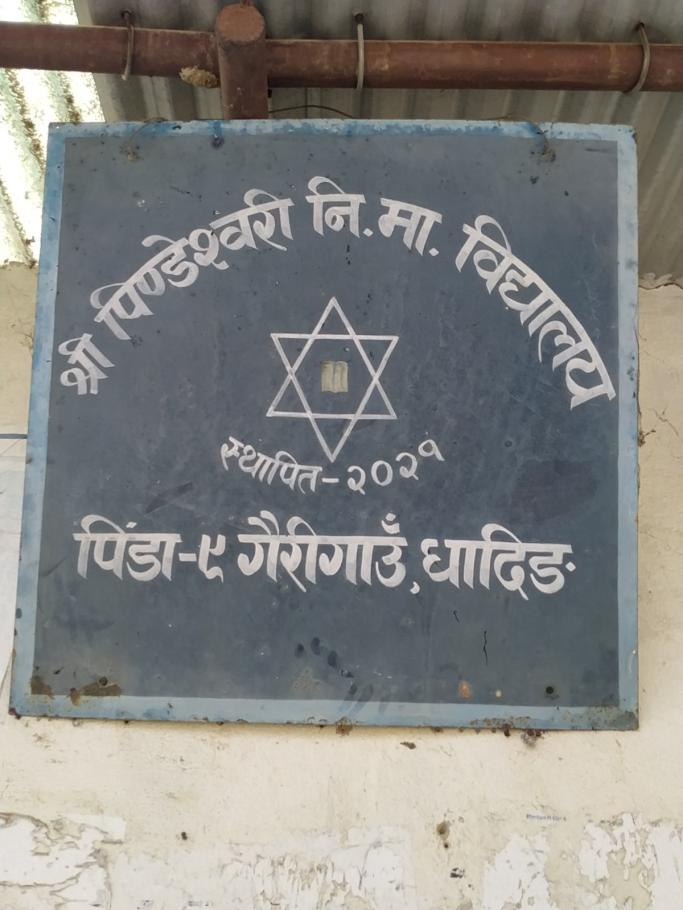 श्री पिण्डेश्वरी नि.मा. विद्यालय
स्थापित-२०२१
पिंडा-९ गैरीगाउँ, धादिङ